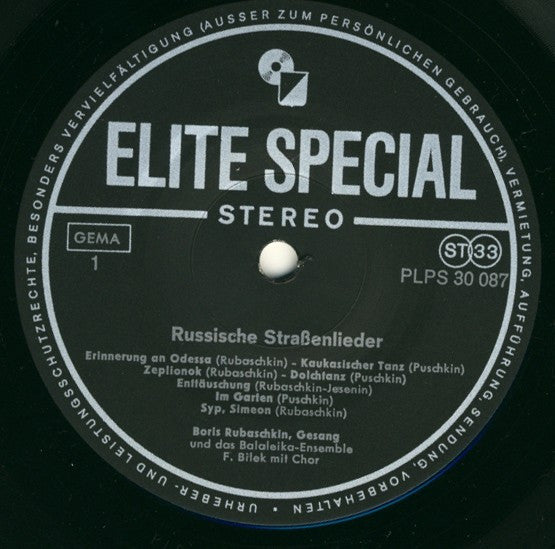 URHEBER- UND LEISTUNGSSCHUTZRECHTE, BESONDERS VERVIELFÄLTIGUNG (AUSSER ZUM PERSÖNLICHEN GEBRAUCH), VERMIETUNG, AUFFÜHRUNG, SENDUNG, VORBEHALTEN •
ELITE SPECIAL
STEREO
GEMA
1
ST 33
PLPS 30 087
Russische Straßenlieder
Erinnerung an Odessa (Rubaschkin) - Kaukasischer Tanz (Puschkin)
Zeplionok (Rubaschkin) - Dolchtanz (Puschkin)
Enttäuschung (Rubaschkin-Jesenin)
Im Garten (Puschkin)
Syp, Simeon (Rubaschkin)
Boris Rubaschkin, Gesang
und das Balaleika-Ensemble
F. Bilek mit Chor